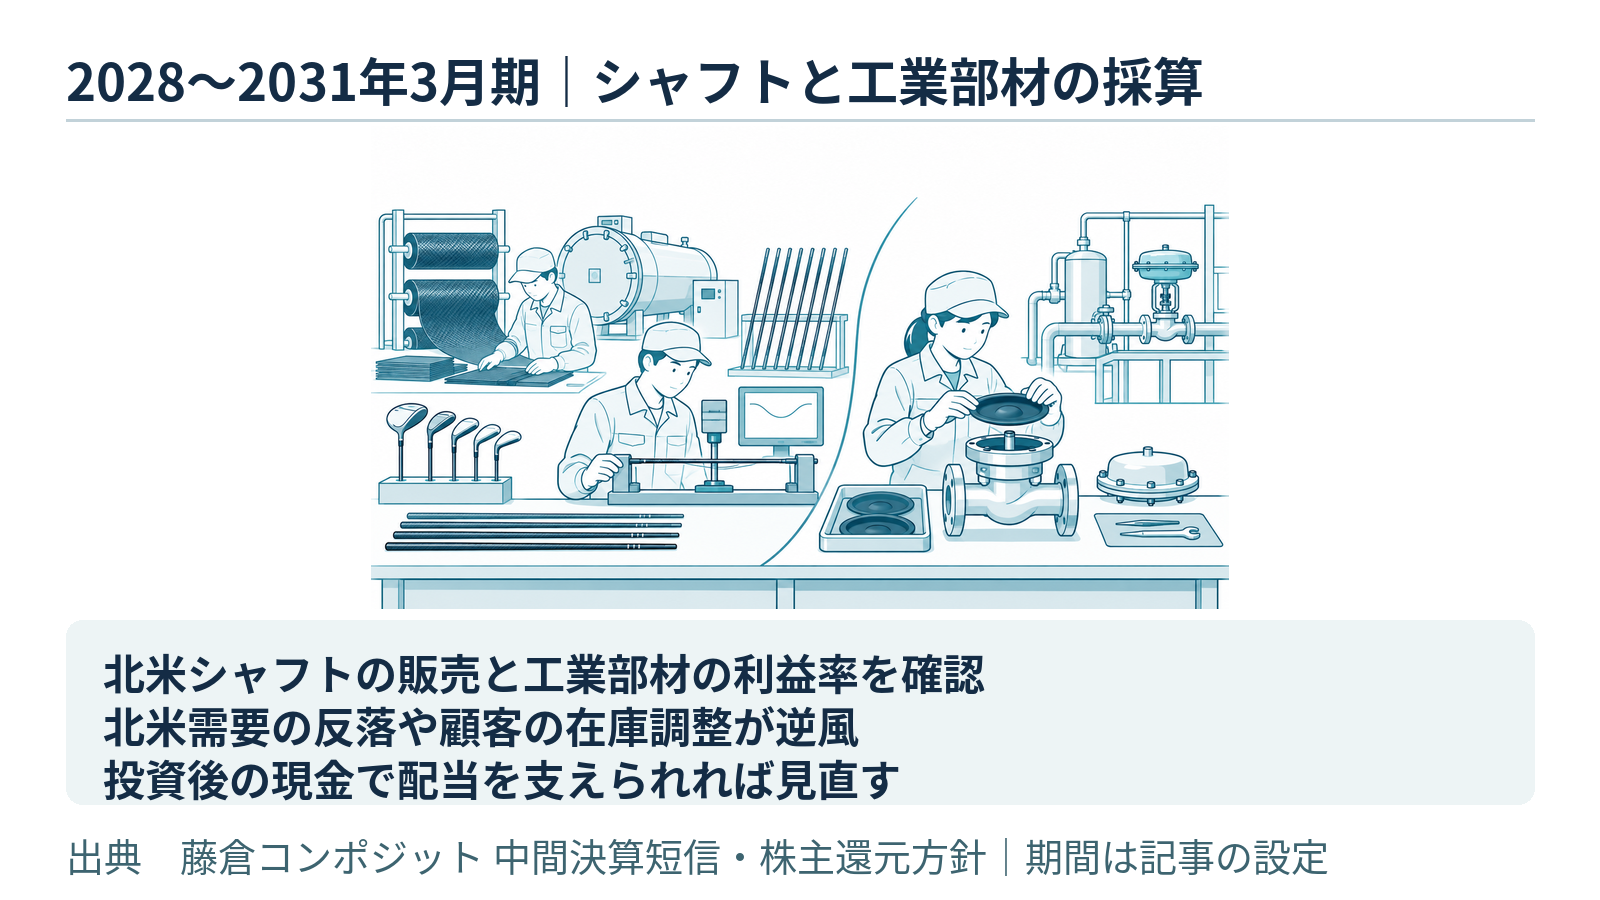 2028～2031年3月期｜シャフトと工業部材の採算
北米シャフトの販売と工業部材の利益率を確認
北米需要の反落や顧客の在庫調整が逆風
投資後の現金で配当を支えられれば見直す
出典　藤倉コンポジット 中間決算短信・株主還元方針｜期間は記事の設定